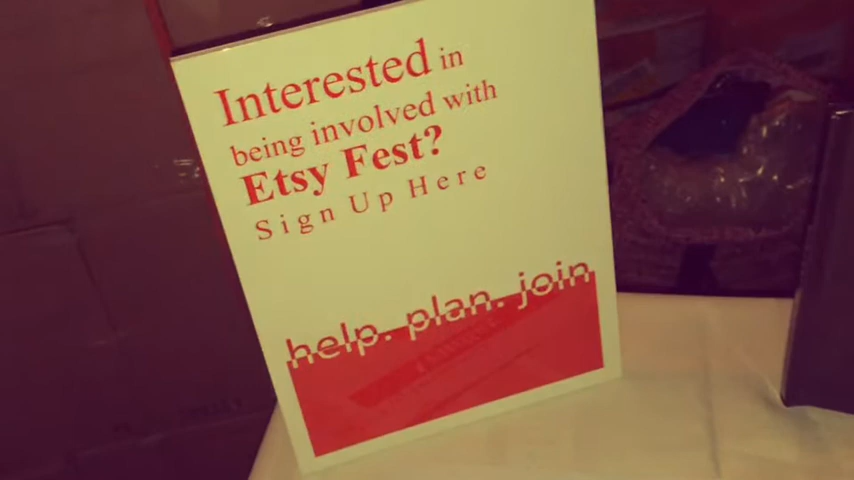 Interested in
being involved with
Etsy Fest?
Sign Up Here
help. plan. join